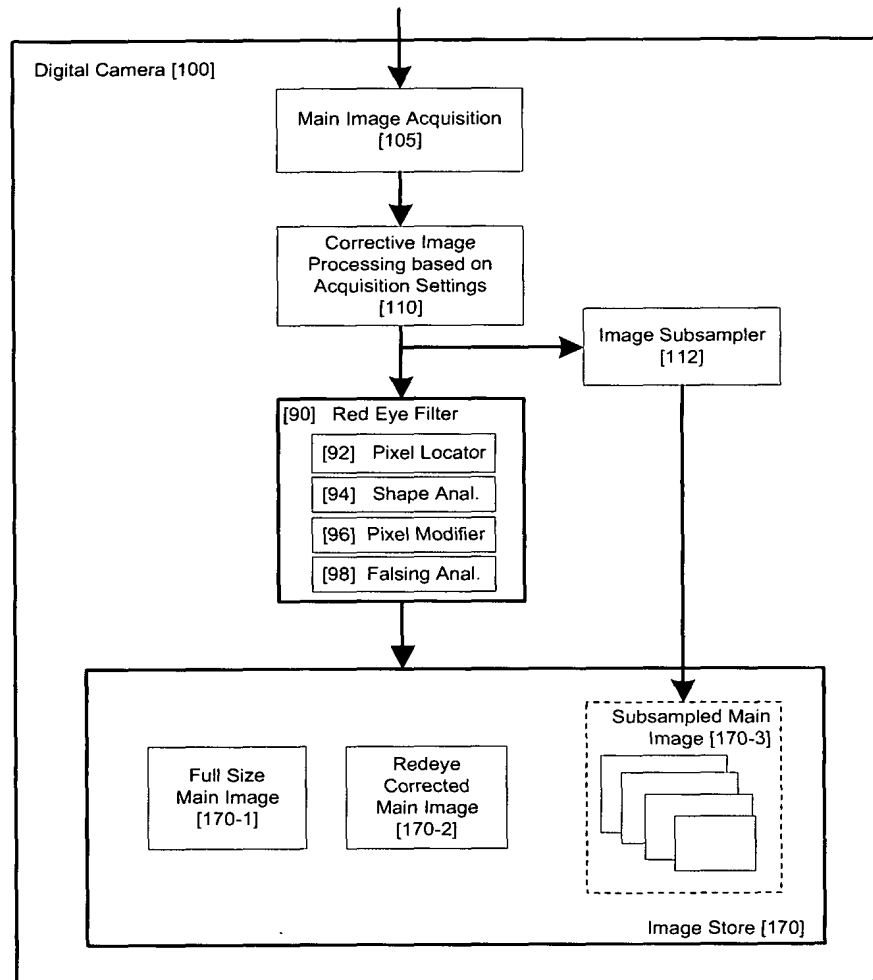 Digital Camera [100]
Main Image Acquisition
[105]
Corrective Image
Processing based on
Acquisition Settings
[110]
Image Subsampler
[112]
[90] Red Eye Filter
[92] Pixel Locator
[94] Shape Anal.
[96] Pixel Modifier
[98] Falsing Anal.
Subsampled Main
Image [170-3]
Full Size
Main Image
[170-1]
Redeye
Corrected
Main Image
[170-2]
Image Store [170]